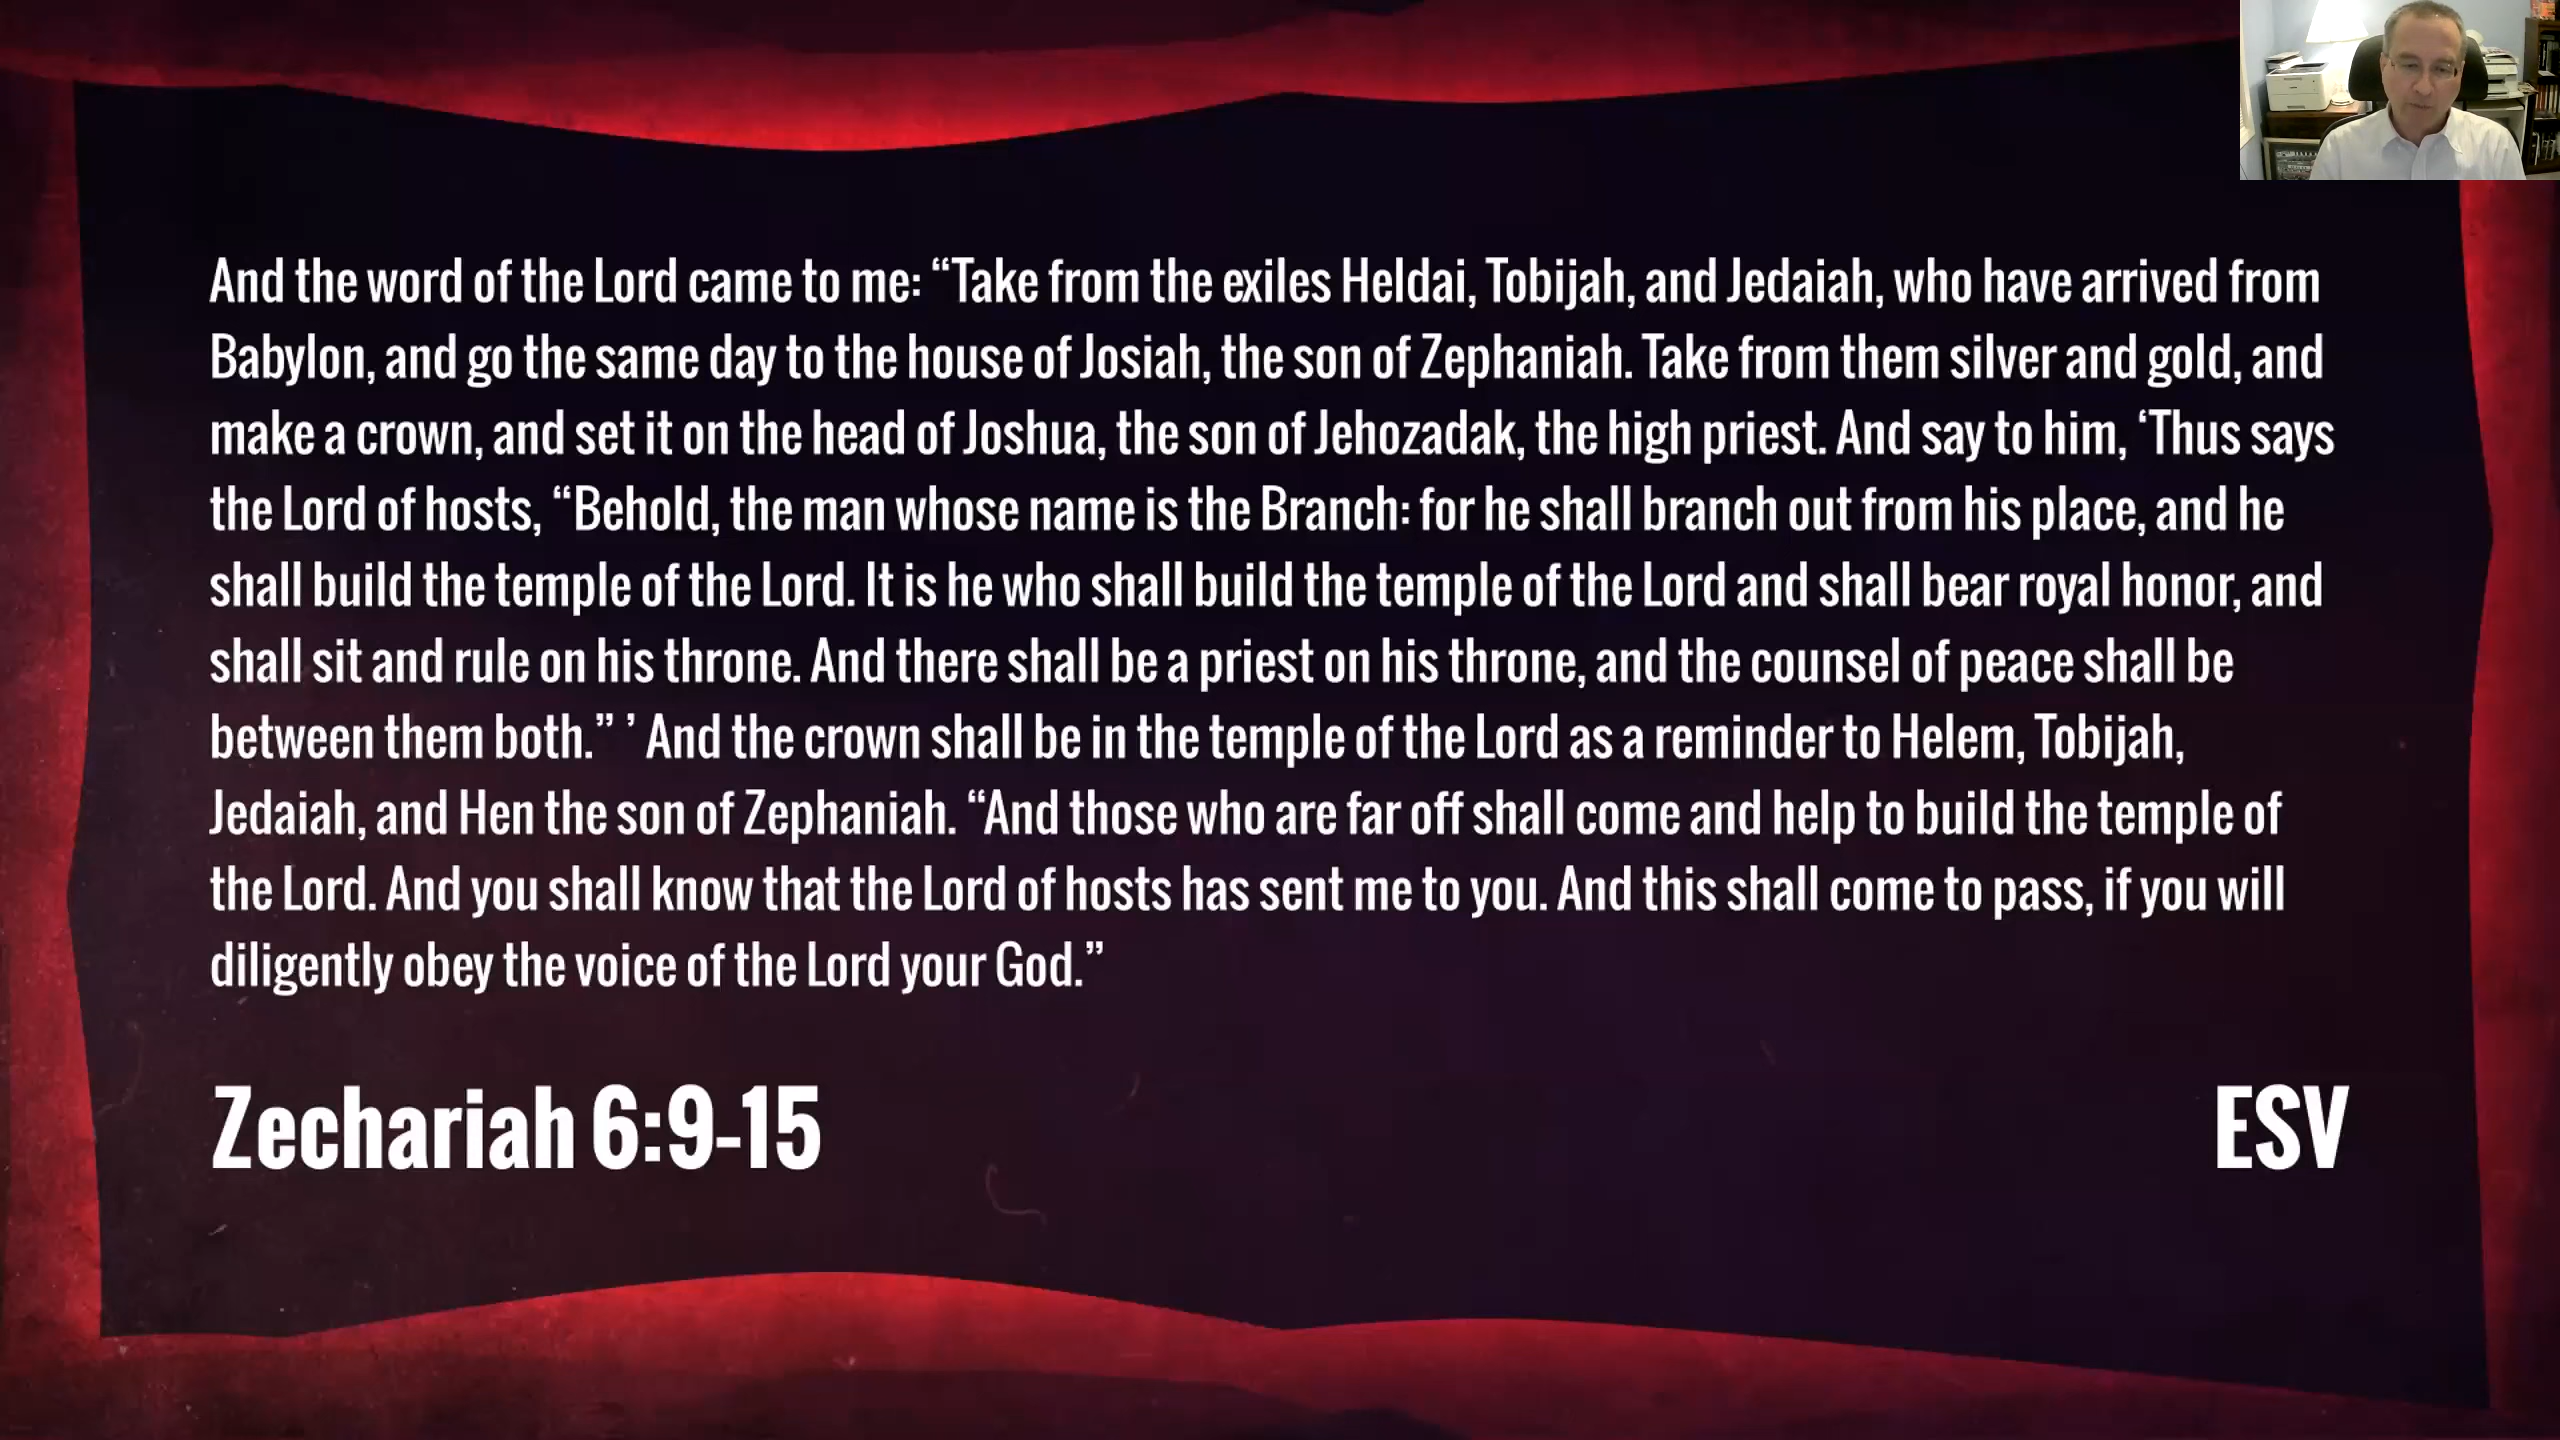 And the word of the Lord came to me: “Take from the exiles Heldai, Tobijah, and Jedaiah, who have arrived from
Babylon, and go the same day to the house of Josiah, the son of Zephaniah. Take from them silver and gold, and
make a crown, and set it on the head of Joshua, the son of Jehozadak, the high priest. And say to him, ‘Thus says
the Lord of hosts, “Behold, the man whose name is the Branch: for he shall branch out from his place, and he
shall build the temple of the Lord. It is he who shall build the temple of the Lord and shall bear royal honor, and
shall sit and rule on his throne. And there shall be a priest on his throne, and the counsel of peace shall be
between them both.” ’ And the crown shall be in the temple of the Lord as a reminder to Helem, Tobijah,
Jedaiah, and Hen the son of Zephaniah. “And those who are far off shall come and help to build the temple of
the Lord. And you shall know that the Lord of hosts has sent me to you. And this shall come to pass, if you will
diligently obey the voice of the Lord your God.”
Zechariah 6:9-15
ESV